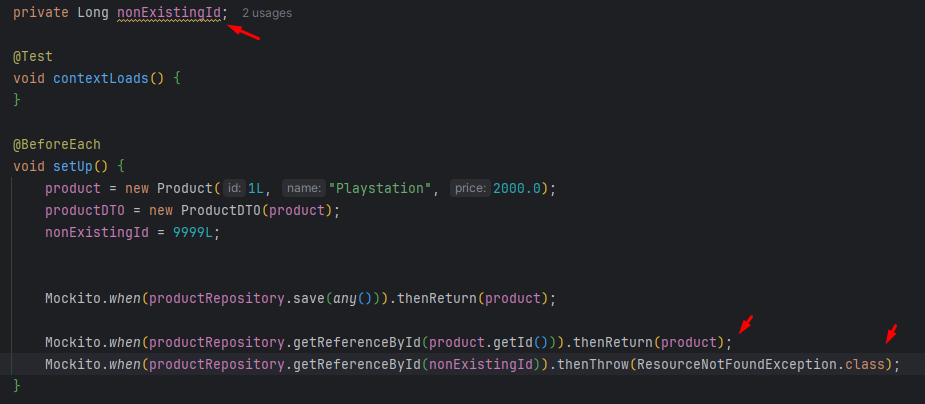 private Long nonExistingId; 2 usages
@Test
void contextLoads() {
}
@BeforeEach
void setUp() {
product = new Product( id: 1L, name: "Playstation", price: 2000.0);
productDTO = new ProductDTO(product);
nonExistingId = 9999L;
Mockito.when(productRepository.save(any())).thenReturn(product);
Mockito.when(productRepository.getReferenceById(product.getId())).thenReturn(product);
Mockito.when(productRepository.getReferenceById(nonExistingId)).thenThrow(ResourceNotFoundException.class);
}